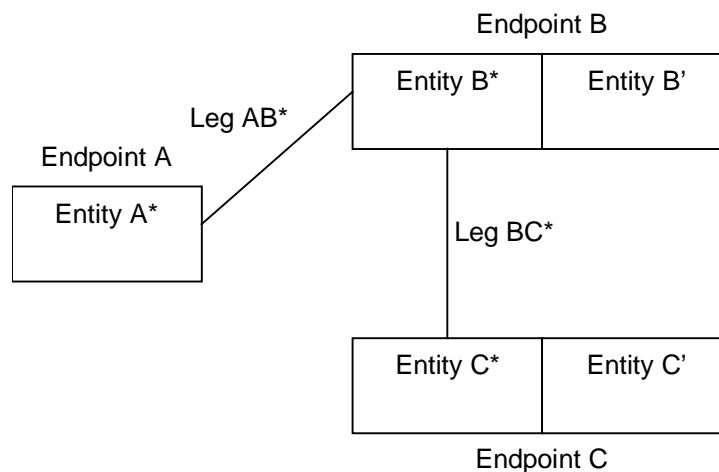 Endpoint B
Entity B*
Entity B’
Leg AB*
Endpoint A
Entity A*
Leg BC*
Entity C*
Entity C’
Endpoint C